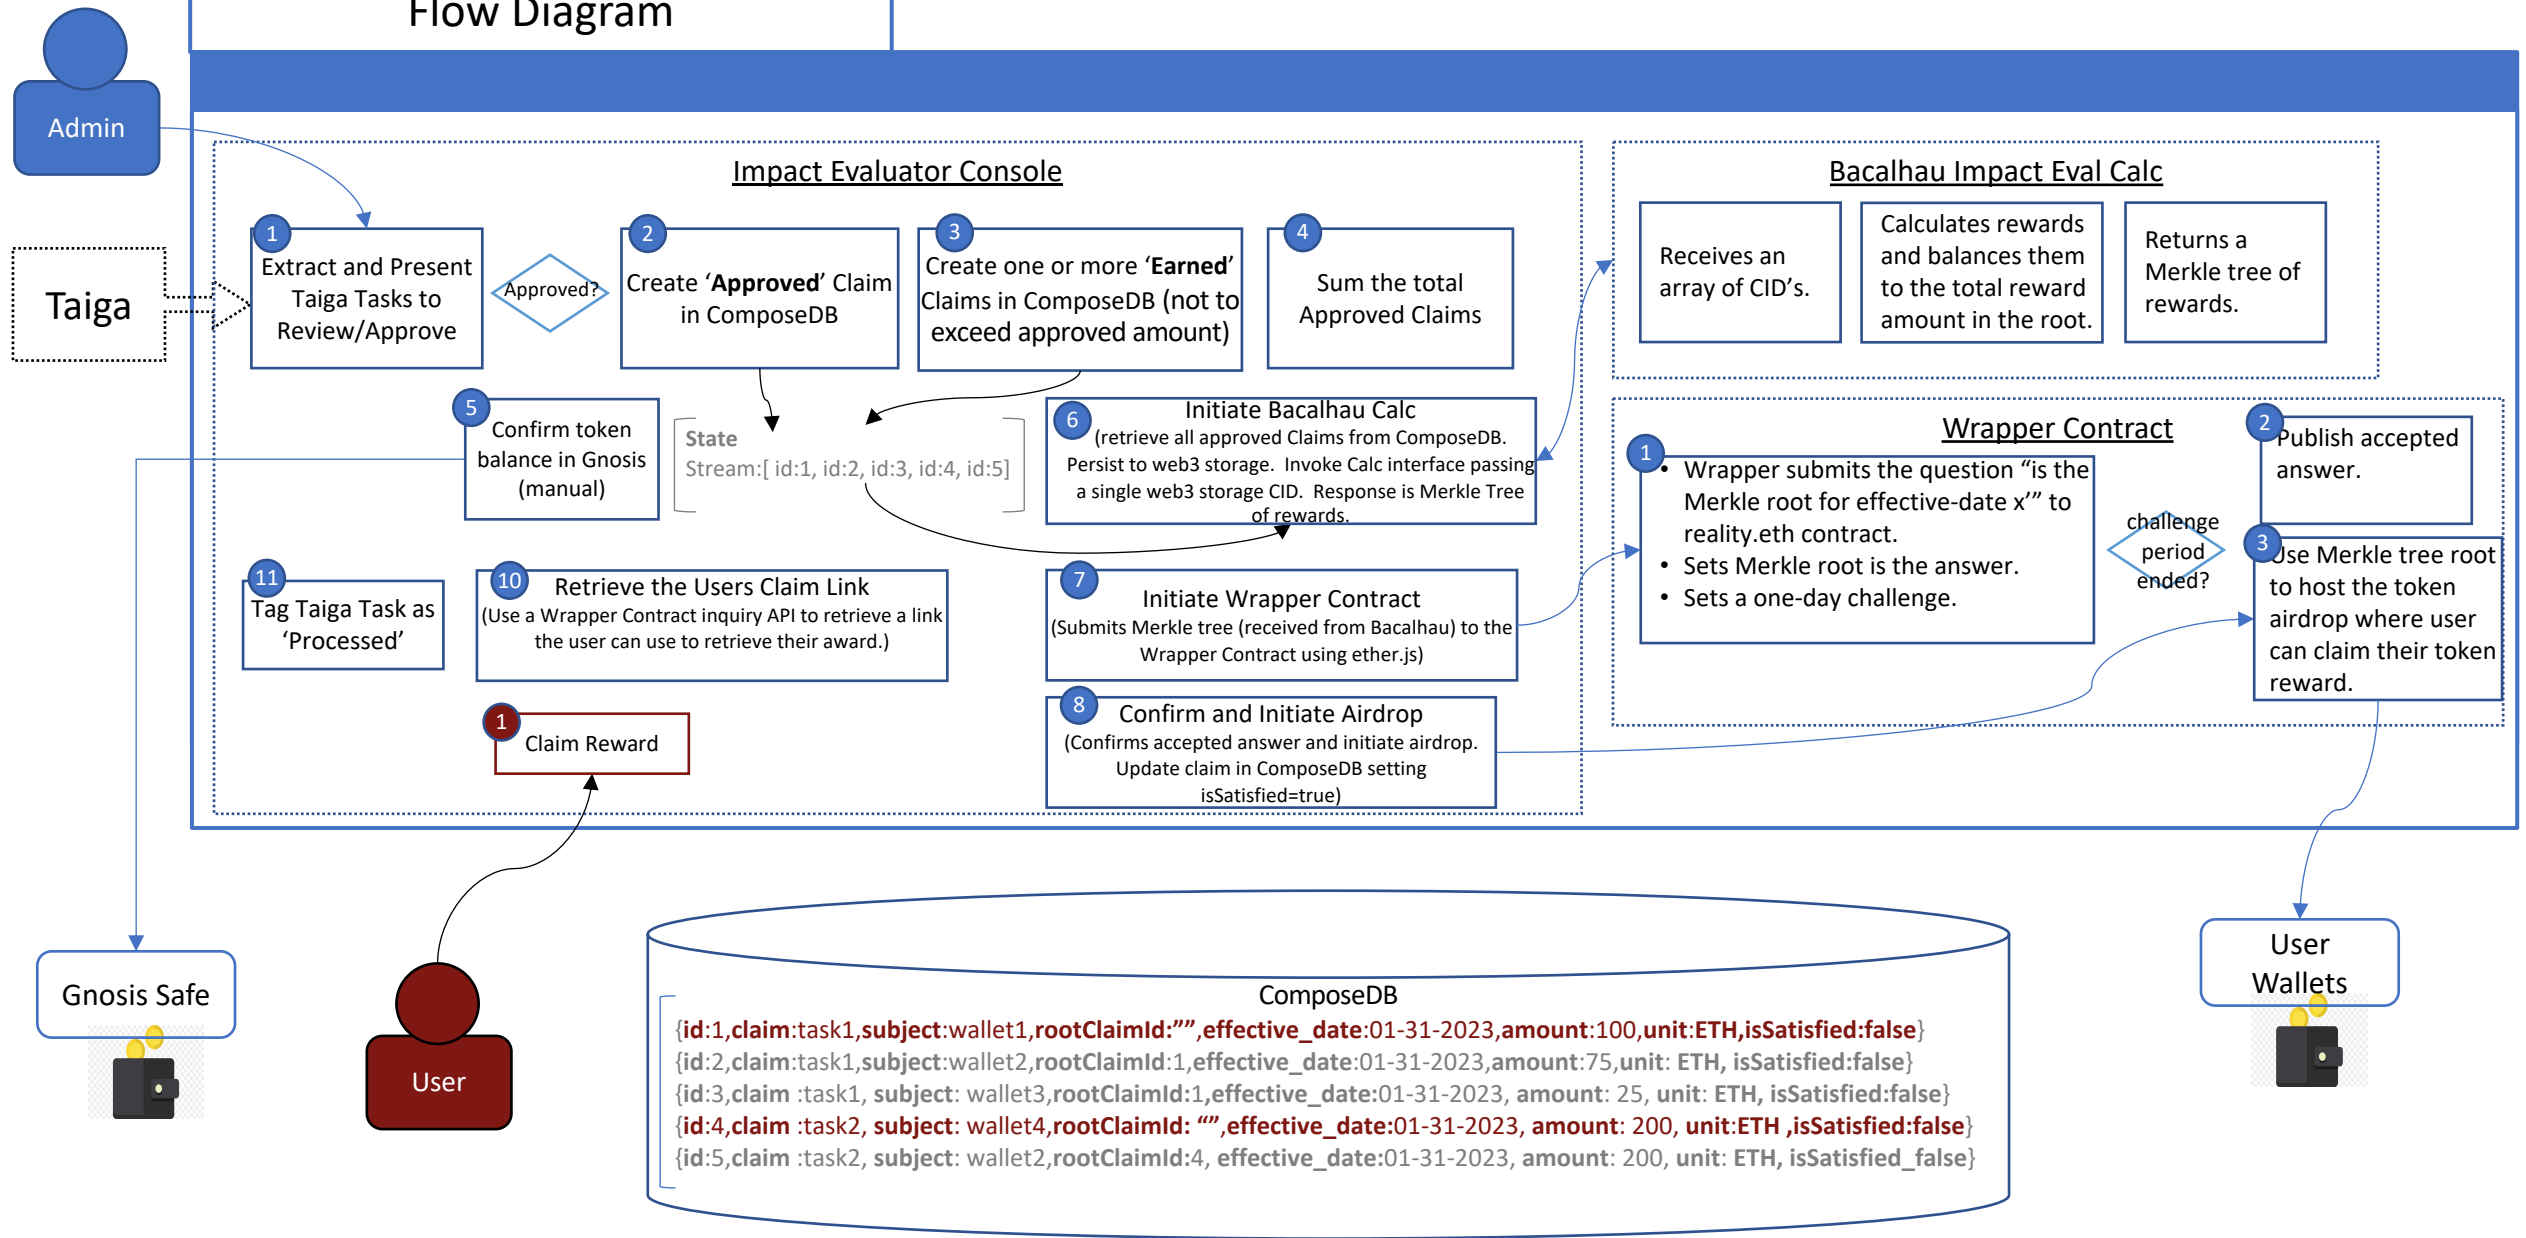 Flow Diagram
Admin
Taiga
Impact Evaluator Console
1
Extract and Present
Taiga Tasks to
Review/Approve
Approved?
2
Create ‘Approved’ Claim
in ComposeDB
3
Create one or more ‘Earned’
Claims in ComposeDB (not to
exceed approved amount)
4
Sum the total
Approved Claims
5
Confirm token
balance in Gnosis
(manual)
State
Stream:[ id:1, id:2, id:3, id:4, id:5]
6
Initiate Bacalhau Calc
(retrieve all approved Claims from ComposeDB.
Persist to web3 storage. Invoke Calc interface passing
a single web3 storage CID. Response is Merkle Tree
of rewards.
11
Tag Taiga Task as
‘Processed’
10
Retrieve the Users Claim Link
(Use a Wrapper Contract inquiry API to retrieve a link
the user can use to retrieve their award.)
7
Initiate Wrapper Contract
(Submits Merkle tree (received from Bacalhau) to the
Wrapper Contract using ether.js)
1
Claim Reward
8
Confirm and Initiate Airdrop
(Confirms accepted answer and initiate airdrop.
Update claim in ComposeDB setting
isSatisfied=true)
Bacalhau Impact Eval Calc
Receives an
array of CID’s.
Calculates rewards
and balances them
to the total reward
amount in the root.
Returns a
Merkle tree of
rewards.
Wrapper Contract
1
• Wrapper submits the question “is the
Merkle root for effective-date x’” to
reality.eth contract.
• Sets Merkle root is the answer.
• Sets a one-day challenge.
challenge
period
ended?
2
Publish accepted
answer.
3
Use Merkle tree root
to host the token
airdrop where user
can claim their token
reward.
Gnosis Safe
User
User
Wallets
ComposeDB
{id:1,claim:task1,subject:wallet1,rootClaimId:””,effective_date:01-31-2023,amount:100,unit:ETH,isSatisfied:false}
{id:2,claim:task1,subject:wallet2,rootClaimId:1,effective_date:01-31-2023,amount:75,unit: ETH, isSatisfied:false}
{id:3,claim :task1, subject: wallet3,rootClaimId:1,effective_date:01-31-2023, amount: 25, unit: ETH, isSatisfied:false}
{id:4,claim :task2, subject: wallet4,rootClaimId: “”,effective_date:01-31-2023, amount: 200, unit:ETH ,isSatisfied:false}
{id:5,claim :task2, subject: wallet2,rootClaimId:4, effective_date:01-31-2023, amount: 200, unit: ETH, isSatisfied_false}